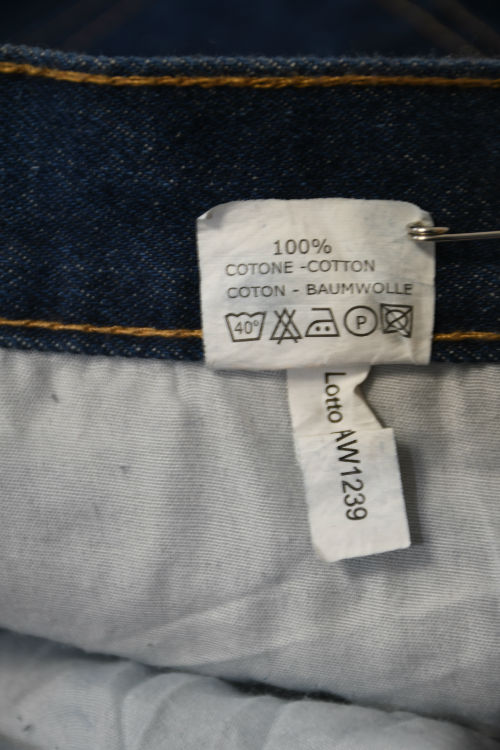 100%
COTONE -COTTON
COTON - BAUMWOLLE
40° P
Lotto AW1239